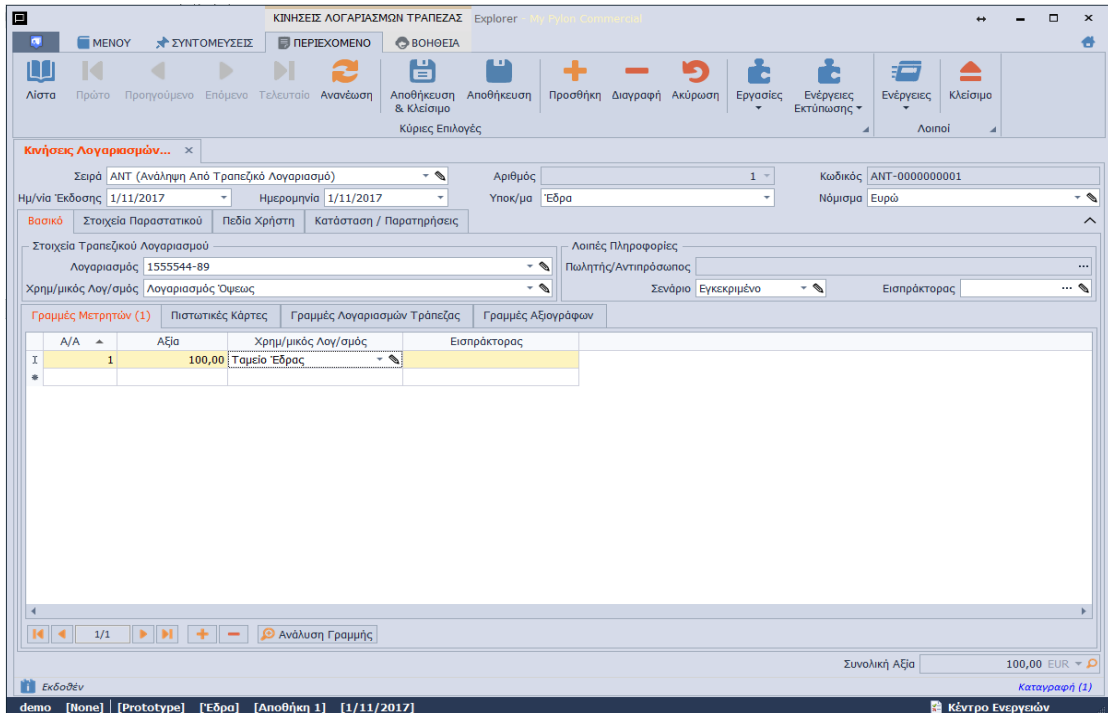 ΚΙΝΗΣΕΙΣ ΛΟΓΑΡΙΑΣΜΩΝ ΤΡΑΠΕΖΑΣ Explorer - My Pylon Commercial
ΜΕΝΟΥ ΣΥΝΤΟΜΕΥΣΕΙΣ ΠΕΡΙΕΧΟΜΕΝΟ ΒΟΗΘΕΙΑ
Λίστα Πρώτο Προηγούμενο Επόμενο Τελευταίο Ανανέωση Αποθήκευση Αποθήκευση Προσθήκη Διαγραφή Ακύρωση Εργασίες Ενέργειες Ενέργειες Κλείσιμο
& Κλείσιμο Εκτύπωσης
Κύριες Επιλογές Λοιποί
Κινήσεις Λογαριασμών...
Σειρά ΑΝΤ (Ανάληψη Από Τραπεζικό Λογαριασμό) Αριθμός 1 Κωδικός ΑΝΤ-0000000001
Ημ/νία Έκδοσης 1/11/2017 Ημερομηνία 1/11/2017 Υποκ/μα Έδρα Νόμισμα Ευρώ
Βασικό Στοιχεία Παραστατικού Πεδία Χρήστη Κατάσταση / Παρατηρήσεις
Στοιχεία Τραπεζικού Λογαριασμού Λοιπές Πληροφορίες
Λογαριασμός 1555544-89 Πωλητής/Αντιπρόσωπος ...
Χρημ/μικός Λογ/σμός Λογαριασμός Όψεως Σενάριο Εγκεκριμένο Εισπράκτορας ...
Γραμμές Μετρητών (1) Πιστωτικές Κάρτες Γραμμές Λογαριασμών Τράπεζας Γραμμές Αξιογράφων
Α/Α Αξία Χρημ/μικός Λογ/σμός Εισπράκτορας
1 100,00 Ταμείο Έδρας
1/1 Ανάλυση Γραμμής
Συνολική Αξία 100,00 EUR
Εκδοθέν Καταγραφή (1)
demo [None] [Prototype] [Έδρα] [Αποθήκη 1] [1/11/2017] Κέντρο Ενεργειών